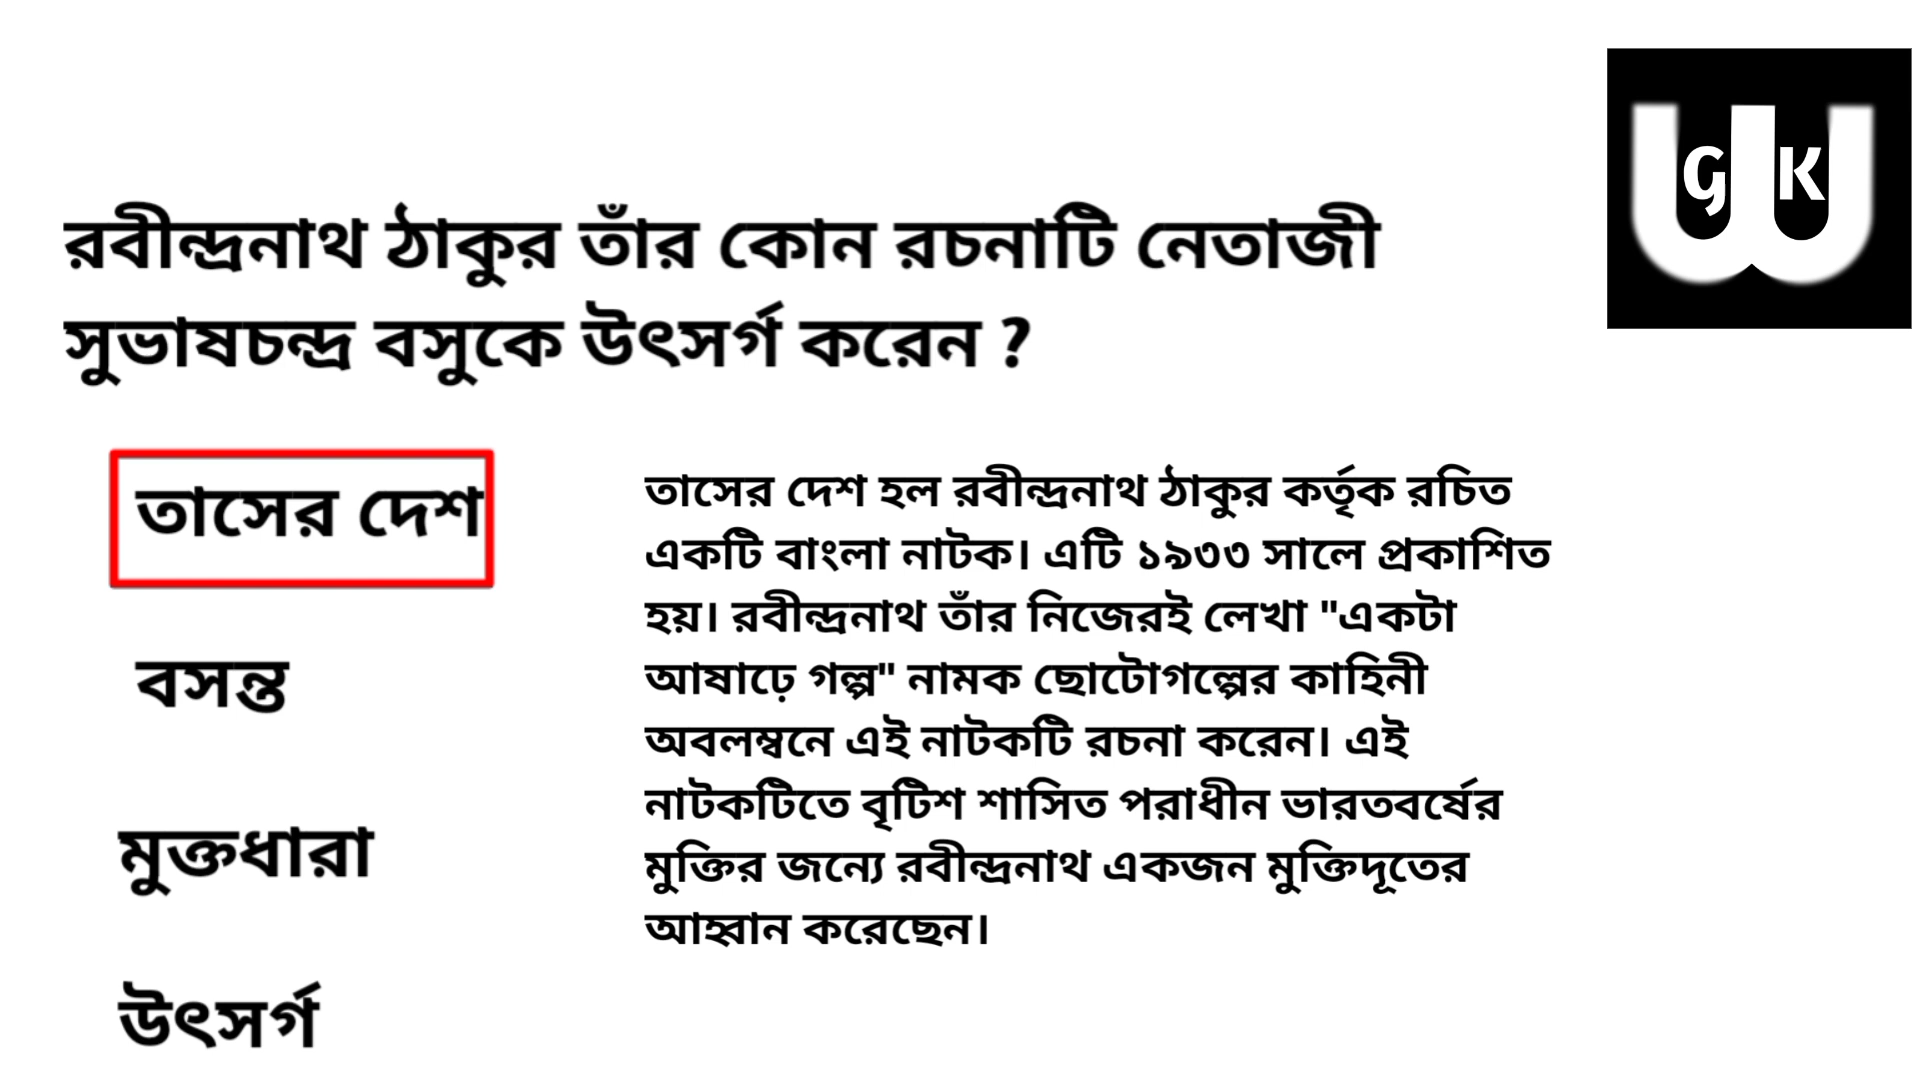 রবীন্দ্রনাথ ঠাকুর তাঁর কোন রচনাটি নেতাজী
সুভাষচন্দ্র বসুকে উৎসর্গ করেন ?
তাসের দেশ
বসন্ত
মুক্তধারা
উৎসর্গ
তাসের দেশ হল রবীন্দ্রনাথ ঠাকুর কর্তৃক রচিত
একটি বাংলা নাটক। এটি ১৯৩৩ সালে প্রকাশিত
হয়। রবীন্দ্রনাথ তাঁর নিজেরই লেখা "একটা
আষাঢ়ে গল্প" নামক ছোটোগল্পের কাহিনী
অবলম্বনে এই নাটকটি রচনা করেন। এই
নাটকটিতে বৃটিশ শাসিত পরাধীন ভারতবর্ষের
মুক্তির জন্যে রবীন্দ্রনাথ একজন মুক্তিদূতের
আহ্বান করেছেন।
W GK